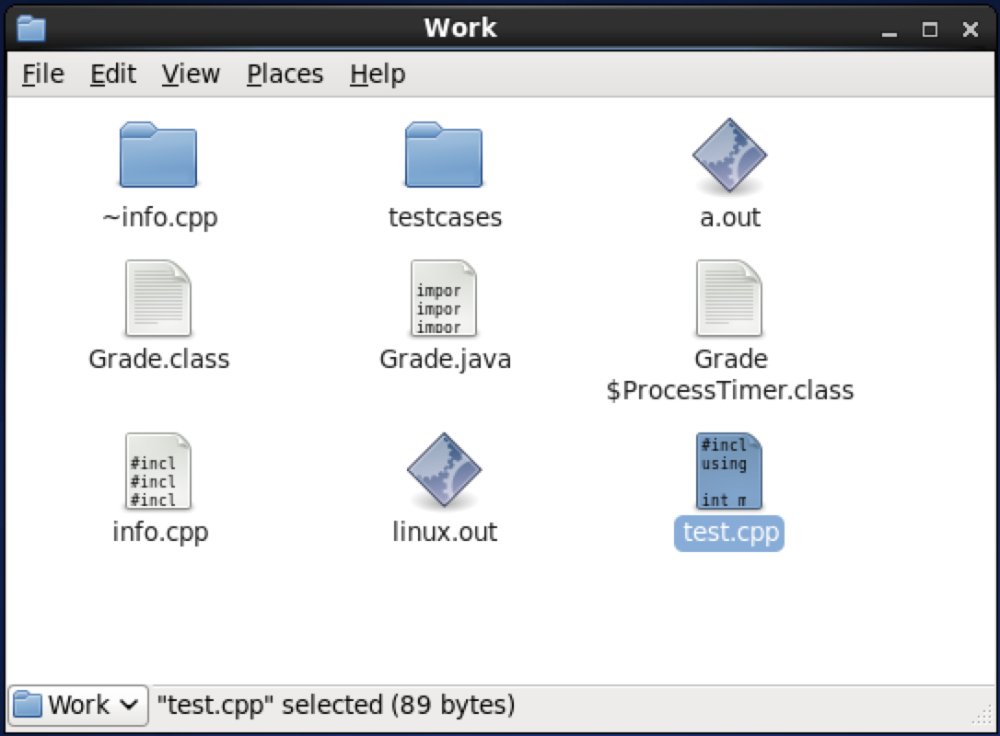 Work
File Edit View Places Help
~info.cpp testcases a.out
impor
impor
impor
Grade.class Grade.java Grade
$ProcessTimer.class
#incl
#incl
#incl
#incl
using
int m
info.cpp linux.out test.cpp
Work "test.cpp" selected (89 bytes)